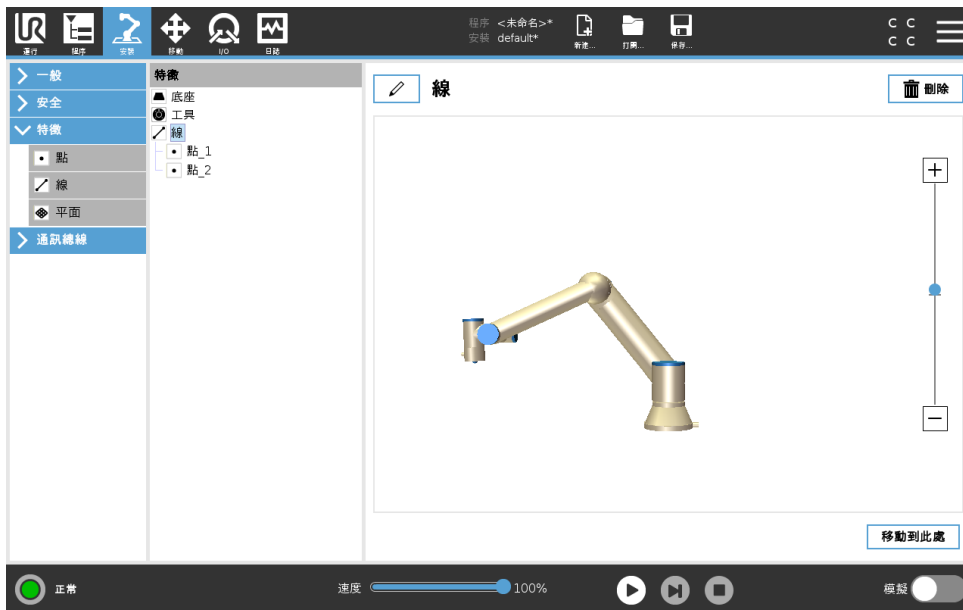 UR
運行 程序 安裝 移動 I/O 日誌
程序 <未命名>*
安裝 default*
新建... 打開... 保存...
C C
C C
一般
安全
特徵
點
線
平面
通訊總線
特徵
底座
工具
線
點_1
點_2
線
刪除
移動到此處
正常
速度 100%
模擬